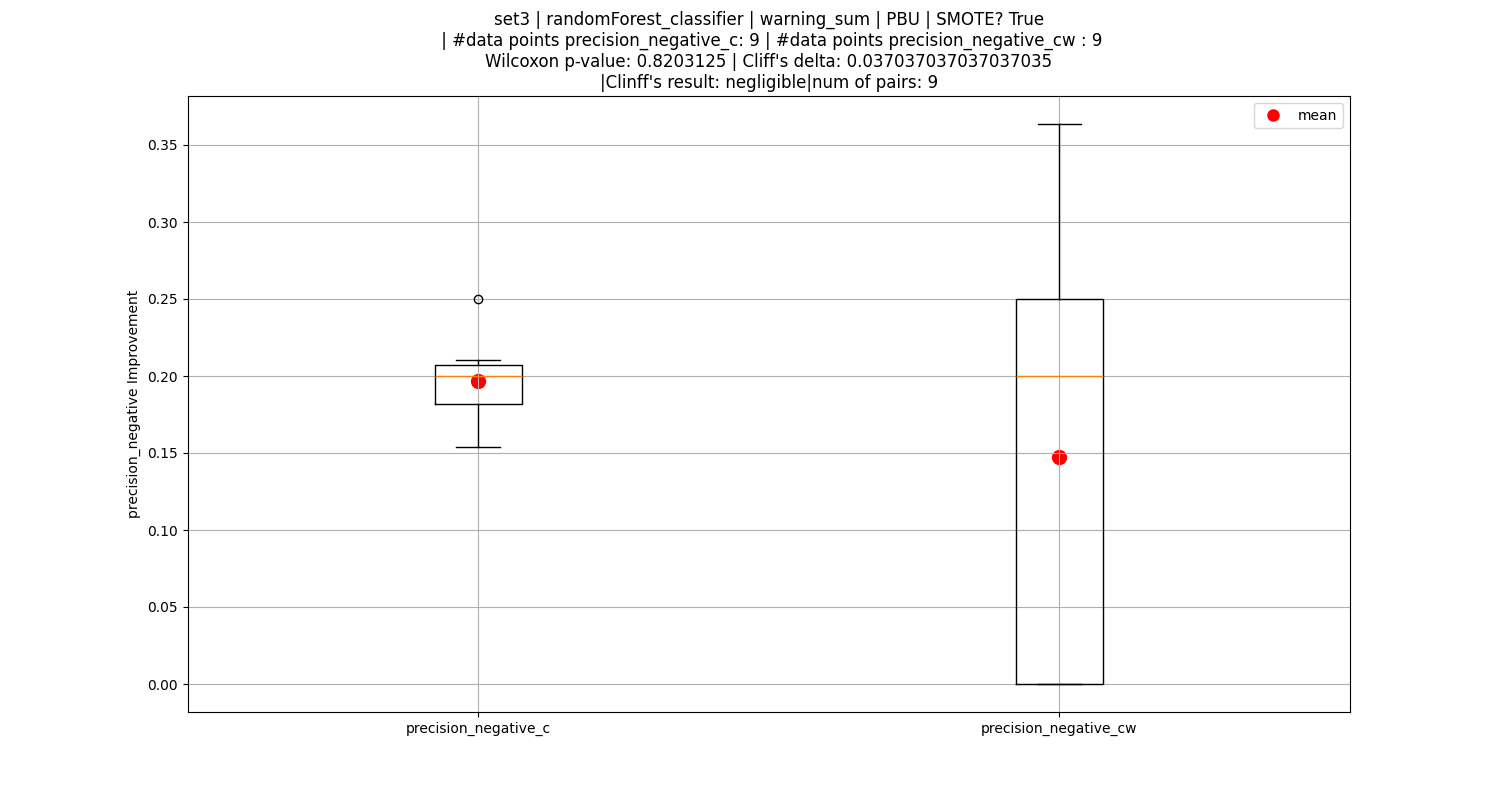 set3 | randomForest_classifier | warning_sum | PBU | SMOTE? True
| #data points precision_negative_c: 9 | #data points precision_negative_cw : 9
Wilcoxon p-value: 0.8203125 | Cliff's delta: 0.037037037037037035
|Clinff's result: negligible|num of pairs: 9
mean
0.35
0.30
0.25
0.20
0.15
0.10
0.05
0.00
precision_negative Improvement
precision_negative_c
precision_negative_cw